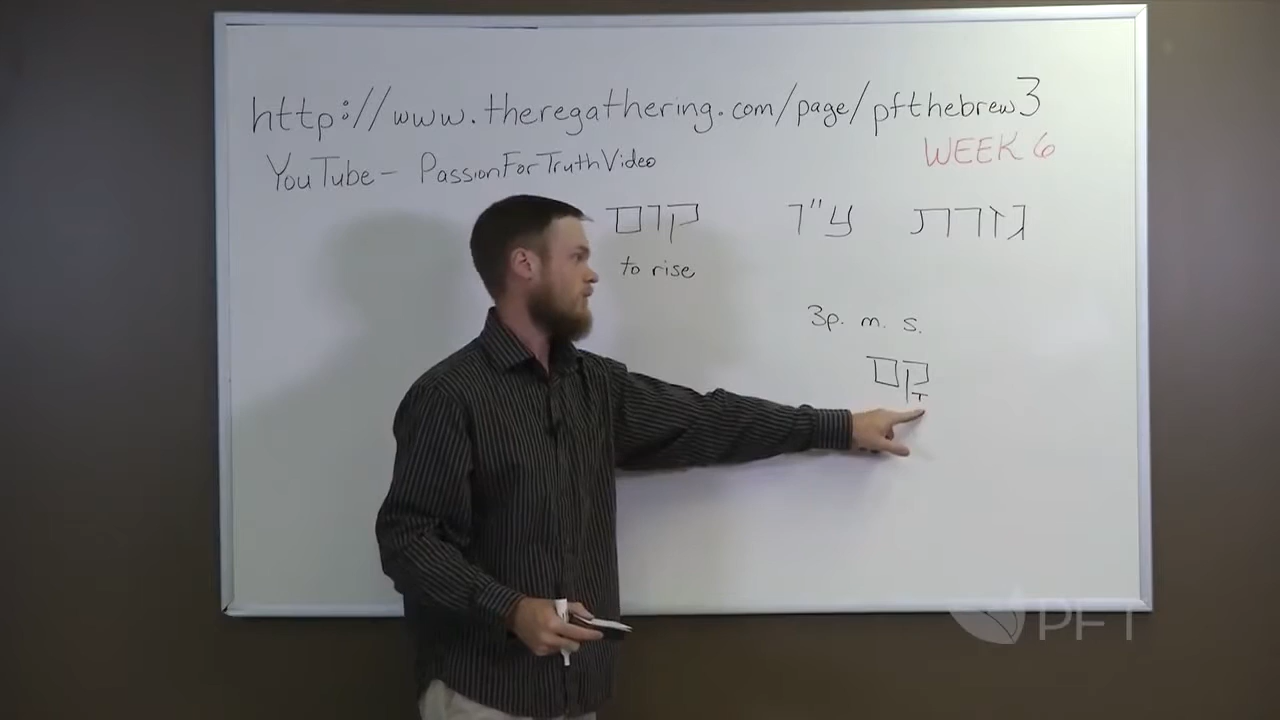 http://www.theregathering.com/page/pfthebrew3
WEEK 6
YouTube- PassionForTruthVideo
גזרת ע"ו קום
to rise
3p. m. s.
קָם
PFT